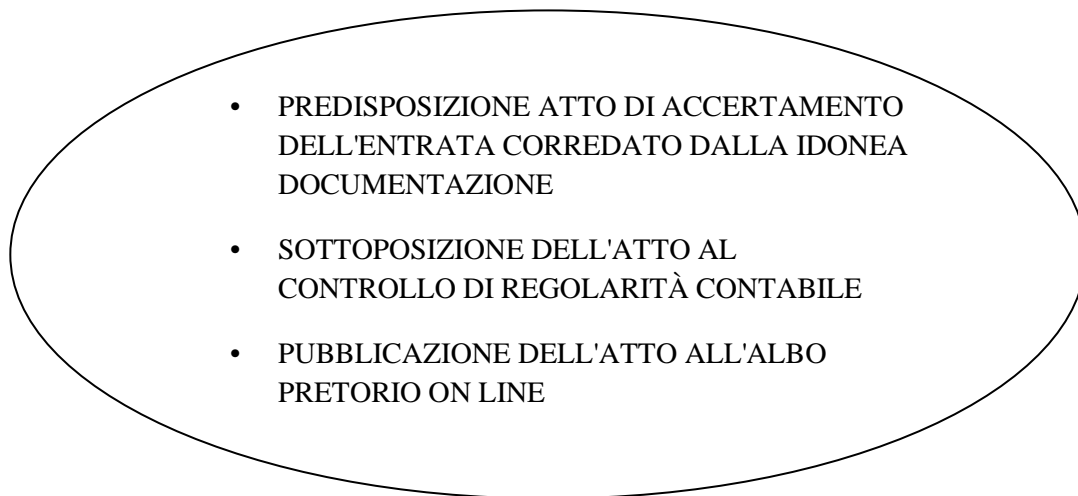 • PREDISPOSIZIONE ATTO DI ACCERTAMENTO
DELL'ENTRATA CORREDATO DALLA IDONEA
DOCUMENTAZIONE
• SOTTOPOSIZIONE DELL'ATTO AL
CONTROLLO DI REGOLARITÀ CONTABILE
• PUBBLICAZIONE DELL'ATTO ALL'ALBO
PRETORIO ON LINE